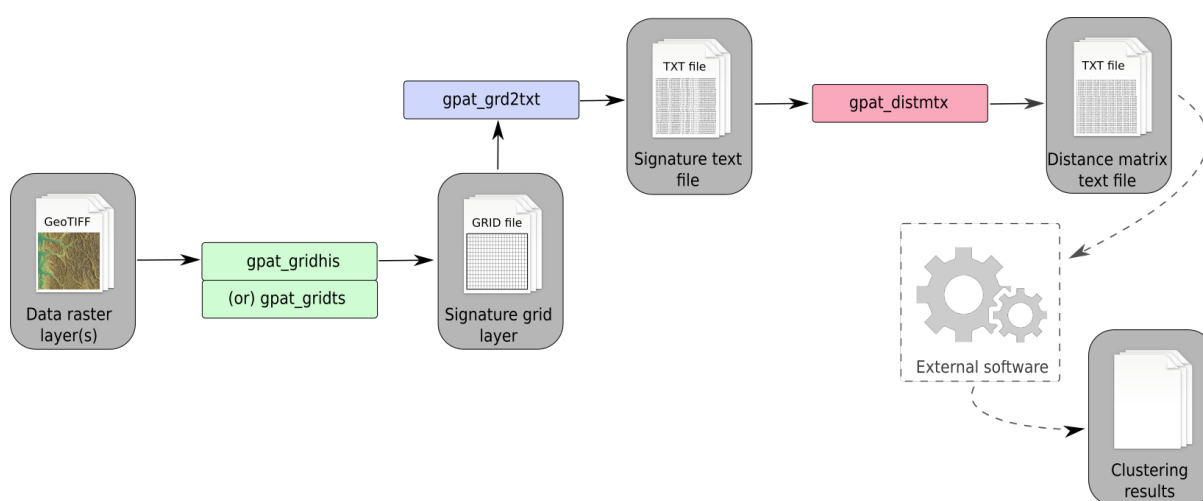 GeoTIFF
Data raster
layer(s)
gpat_gridhis
(or) gpat_gridts
GRID file
Signature grid
layer
gpat_grd2txt
TXT file
Signature text
file
gpat_distmtx
TXT file
Distance matrix
text file
External software
Clustering
results